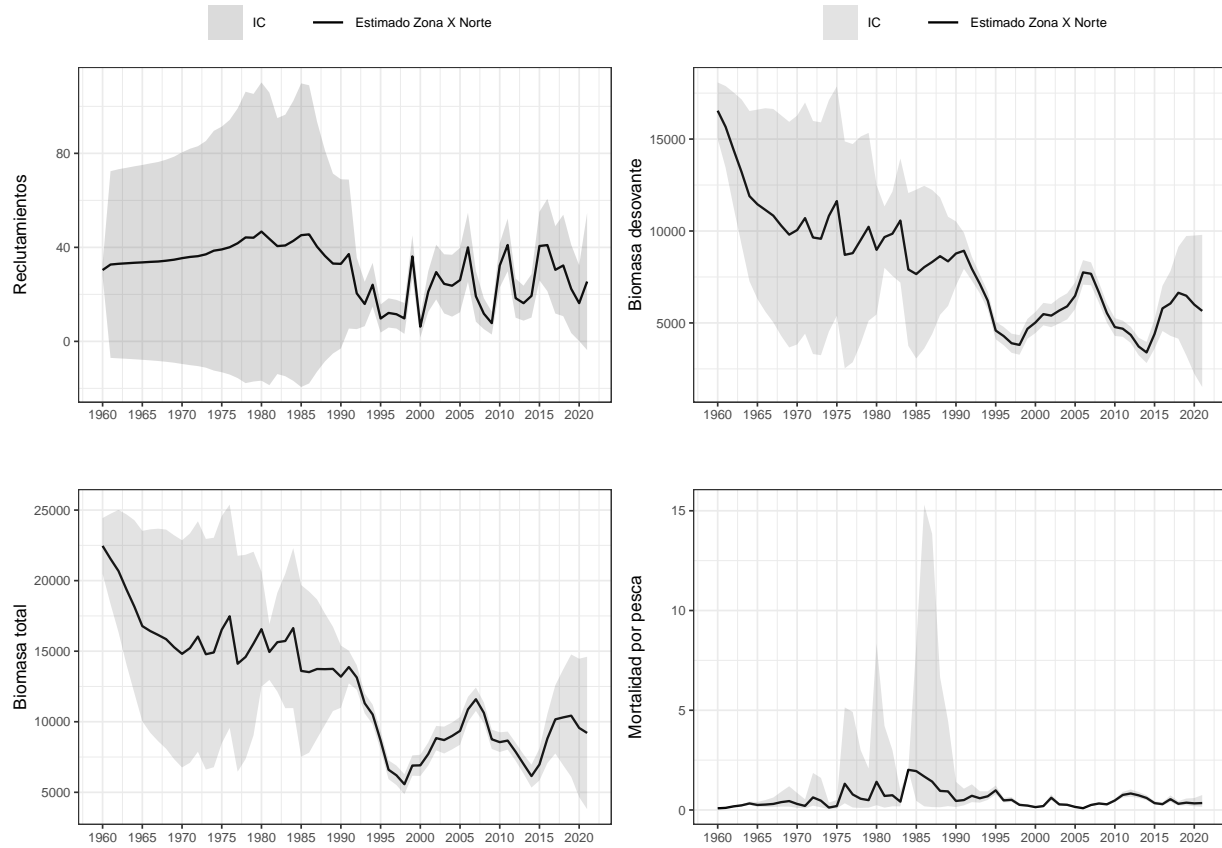 IC Estimado Zona X Norte
IC Estimado Zona X Norte
Reclutamientos
80
40
0
1960 1965 1970 1975 1980 1985 1990 1995 2000 2005 2010 2015 2020
Biomasa desovante
15000
10000
5000
1960 1965 1970 1975 1980 1985 1990 1995 2000 2005 2010 2015 2020
Biomasa total
25000
20000
15000
10000
5000
1960 1965 1970 1975 1980 1985 1990 1995 2000 2005 2010 2015 2020
Mortalidad por pesca
15
10
5
0
1960 1965 1970 1975 1980 1985 1990 1995 2000 2005 2010 2015 2020